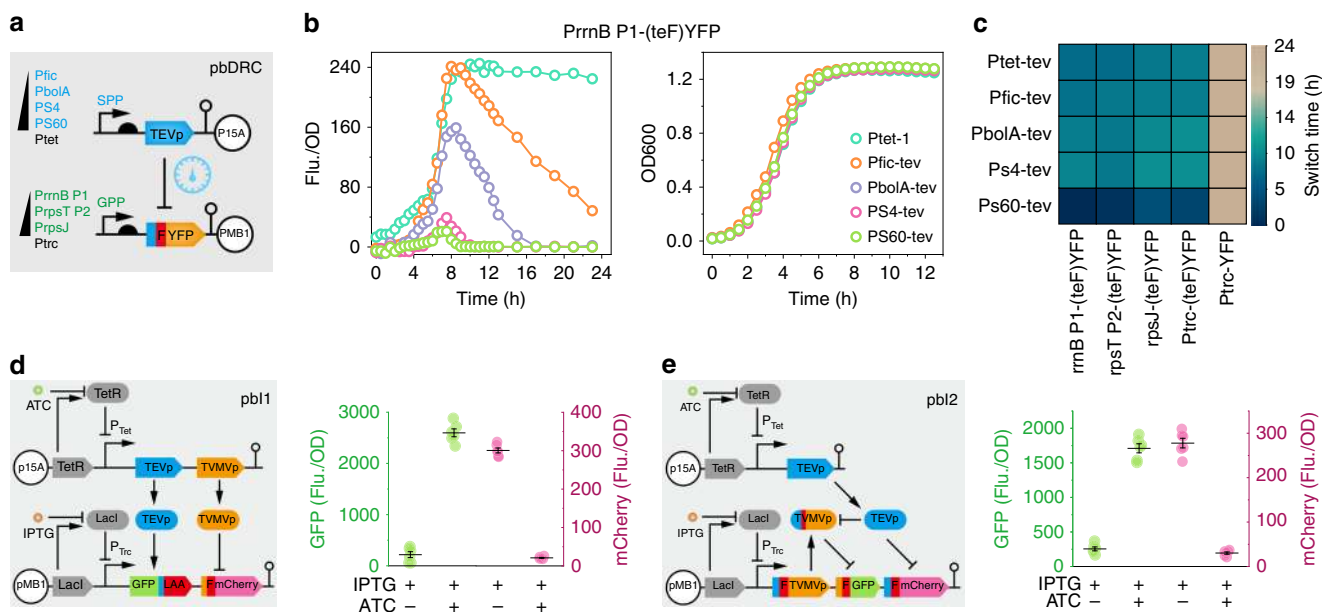 a
pbDRC
Pfic
PbolA
PS4
PS60
Ptet
SPP
TEVp
P15A
PrrnB P1
PrpsT P2
PrpsJ
Ptrc
GPP
F YFP
PMB1
b
PrrnB P1-(teF)YFP
Flu./OD
240
160
80
0
0 4 8 12 16 20 24
Time (h)
OD600
1.2
0.8
0.4
0.0
0 2 4 6 8 10 12
Time (h)
Ptet-1
Pfic-tev
PbolA-tev
PS4-tev
PS60-tev
c
Ptet-tev
Pfic-tev
PbolA-tev
Ps4-tev
Ps60-tev
rrnB P1-(teF)YFP
rpsT P2-(teF)YFP
rpsJ-(teF)YFP
Ptrc-(teF)YFP
Ptrc-YFP
24
19
14
10
5
0
Switch time (h)
d
pbI1
ATC
TetR
PTet
p15A
TetR
TEVp
TVMVp
IPTG
LacI
TEVp
TVMVp
PTrc
pMB1
LacI
GFP
LAA
F mCherry
GFP (Flu./OD)
3000
2000
1000
0
mCherry (Flu./OD)
400
300
200
100
0
IPTG + + + +
ATC − + − +
e
pbI2
ATC
TetR
PTet
p15A
TetR
TEVp
IPTG
LacI
TVMVp
TEVp
PTrc
pMB1
LacI
F TVMVp
F GFP
F mCherry
GFP (Flu./OD)
2000
1500
1000
500
0
mCherry (Flu./OD)
300
200
100
0
IPTG + + + +
ATC − + − +